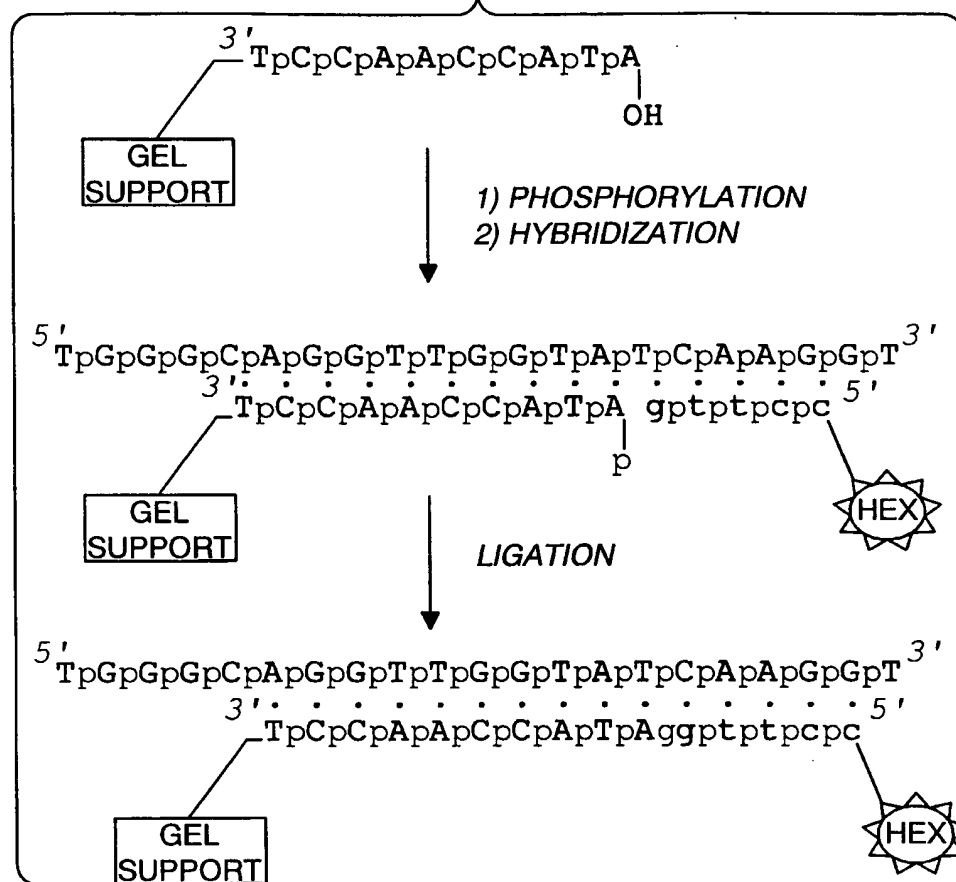 3' TpCpCpApApCpCpApTpA
OH
GEL
SUPPORT
1) PHOSPHORYLATION
2) HYBRIDIZATION
5' TpGpGpGpCpApGpGpTpTpGpGpTpApTpCpApApGpGpT 3'
3' TpCpCpApApCpCpApTpA gptptpcpc 5'
p
GEL
SUPPORT
HEX
LIGATION
5' TpGpGpGpCpApGpGpTpTpGpGpTpApTpCpApApGpGpT 3'
3' TpCpCpApApCpCpApTpAggptptpcpc 5'
GEL
SUPPORT
HEX